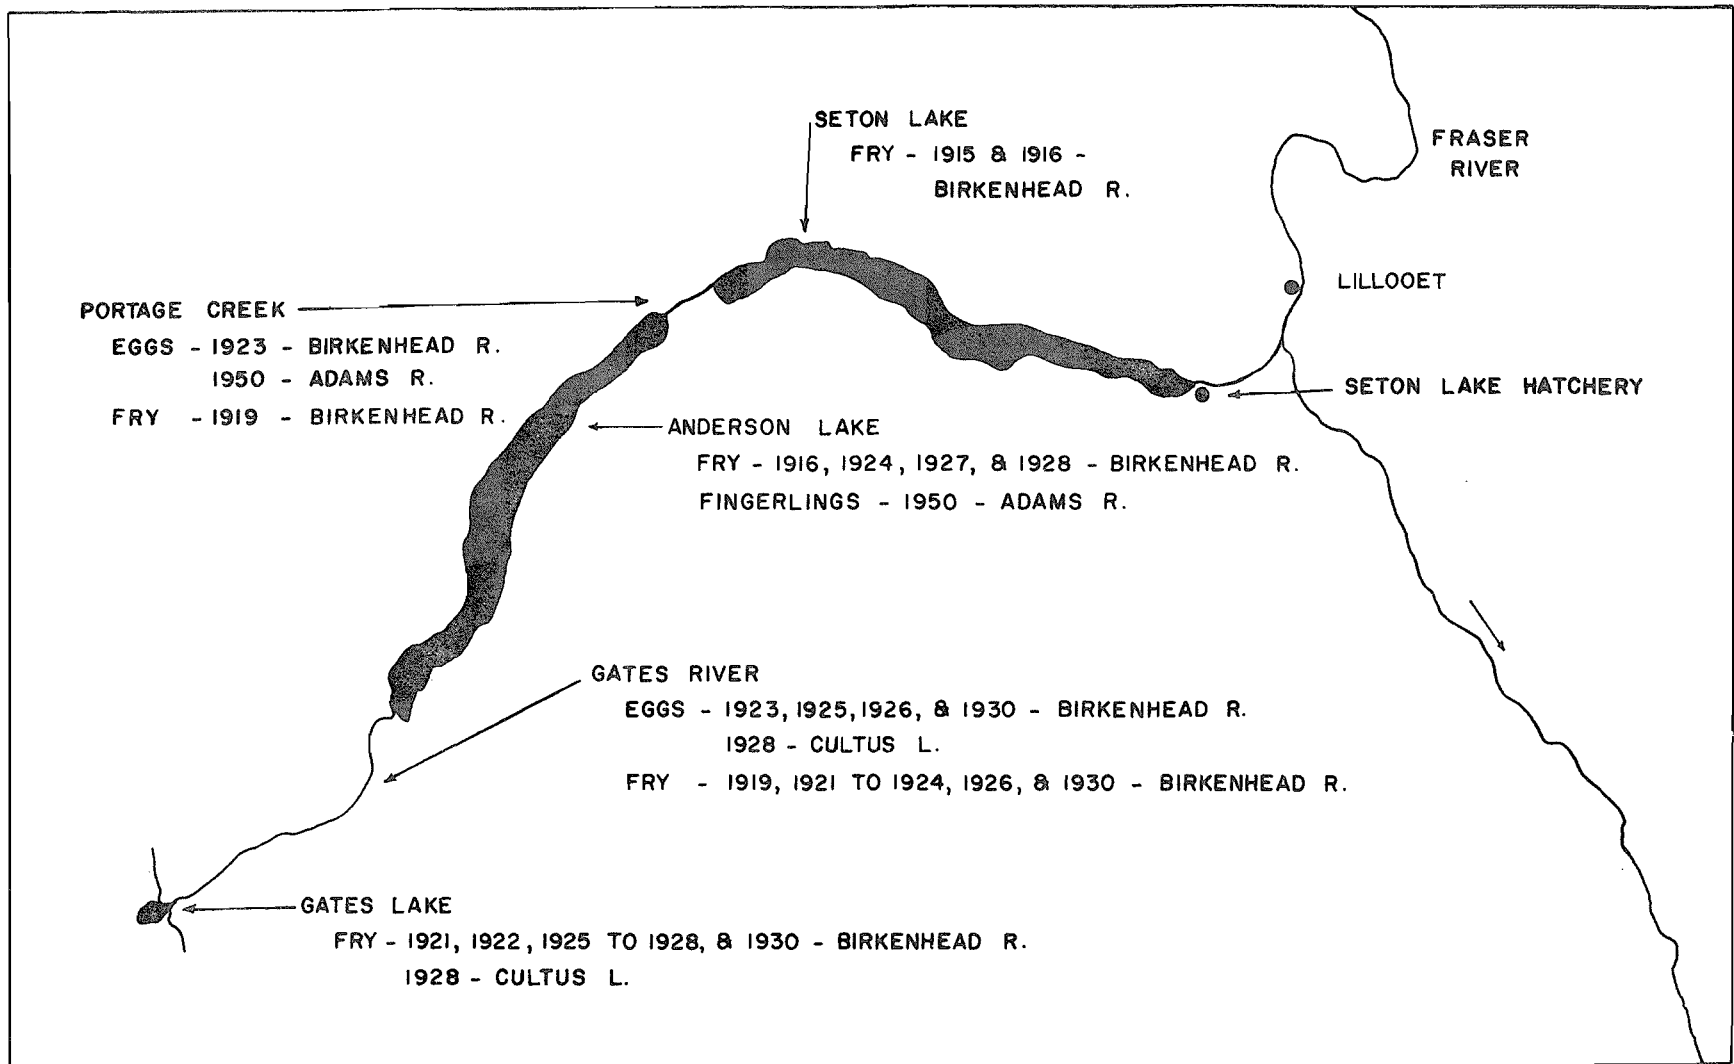 SETON LAKE
FRY - 1915 & 1916 -
BIRKENHEAD R.
FRASER
RIVER
LILLOOET
PORTAGE CREEK
EGGS - 1923 - BIRKENHEAD R.
1950 - ADAMS R.
FRY - 1919 - BIRKENHEAD R.
SETON LAKE HATCHERY
ANDERSON LAKE
FRY - 1916, 1924, 1927, & 1928 - BIRKENHEAD R.
FINGERLINGS - 1950 - ADAMS R.
GATES RIVER
EGGS - 1923, 1925, 1926, & 1930 - BIRKENHEAD R.
1928 - CULTUS L.
FRY - 1919, 1921 TO 1924, 1926, & 1930 - BIRKENHEAD R.
GATES LAKE
FRY - 1921, 1922, 1925 TO 1928, & 1930 - BIRKENHEAD R.
1928 - CULTUS L.